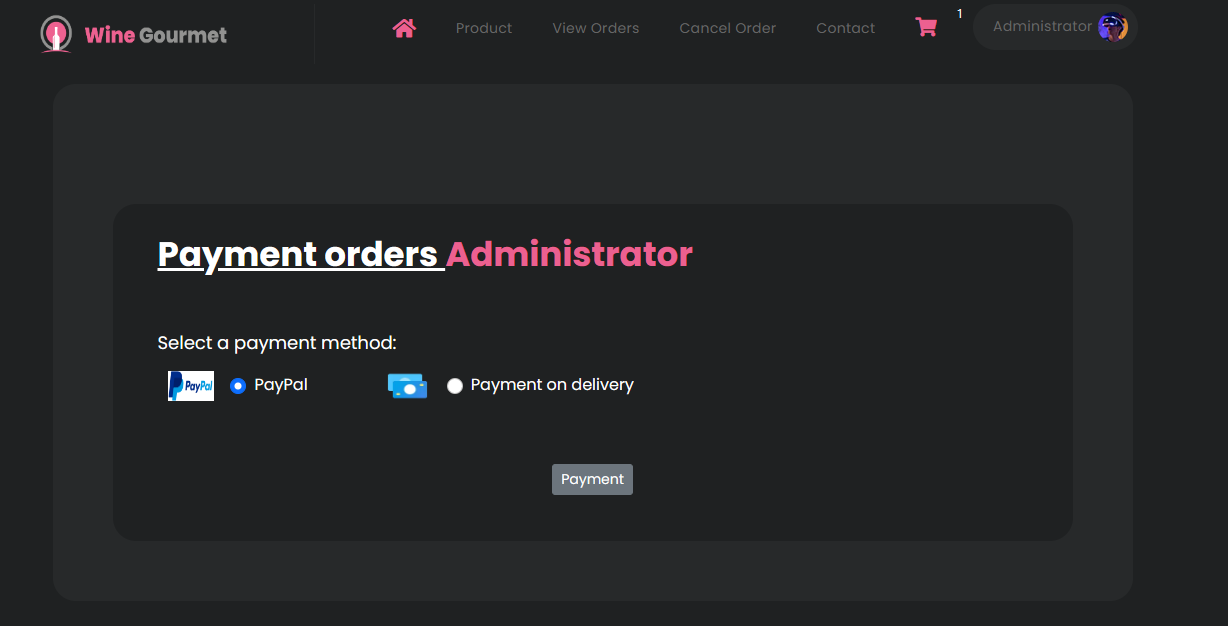 Wine Gourmet
Product
View Orders
Cancel Order
Contact
1
Administrator
Payment orders Administrator
Select a payment method:
PayPal PayPal
Payment on delivery
Payment